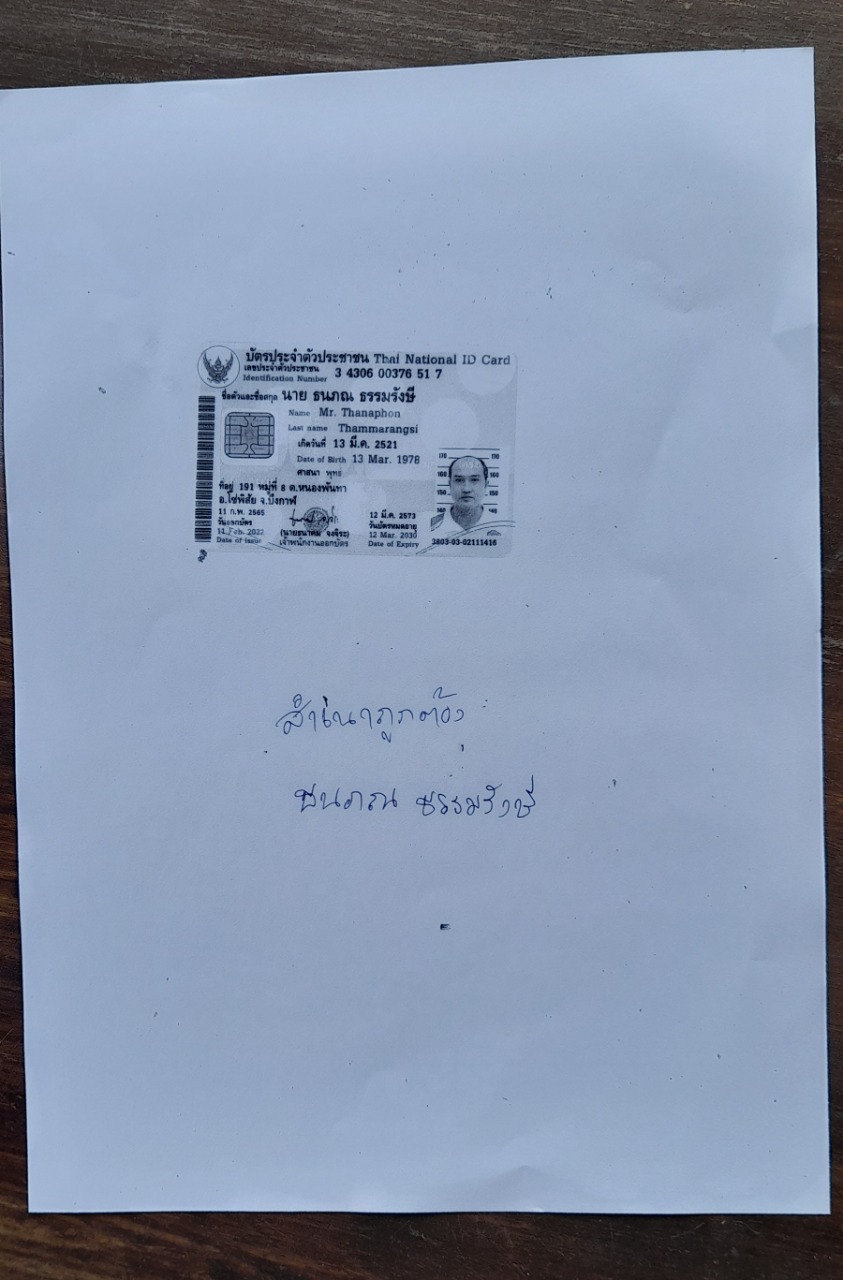 บัตรประจำตัวประชาชน Thai National ID Card
เลขประจำตัวประชาชน 3 4306 00376 51 7
Identification Number
ชื่อตัวและชื่อสกุล นาย ธนภณ ธรรมรังษี
Name Mr. Thanaphon
Last name Thammarangsi
เกิดวันที่ 13 มี.ค. 2521
Date of Birth 13 Mar. 1978
ศาสนา พุทธ
ที่อยู่ 191 หมู่ที่ 8 ต.หนองพันทา
อ.โซ่พิสัย จ.บึงกาฬ
11 ก.พ. 2565
วันออกบัตร
11 Feb. 2022
Date of Issue
เจ้าพนักงานออกบัตร
12 มี.ค. 2573
วันบัตรหมดอายุ
12 Mar. 2030
Date of Expiry
170 170
160
150 150
140 140
3803-03-02111416
สำเนาถูกต้อง
ธนภณ ธรรมรังษี